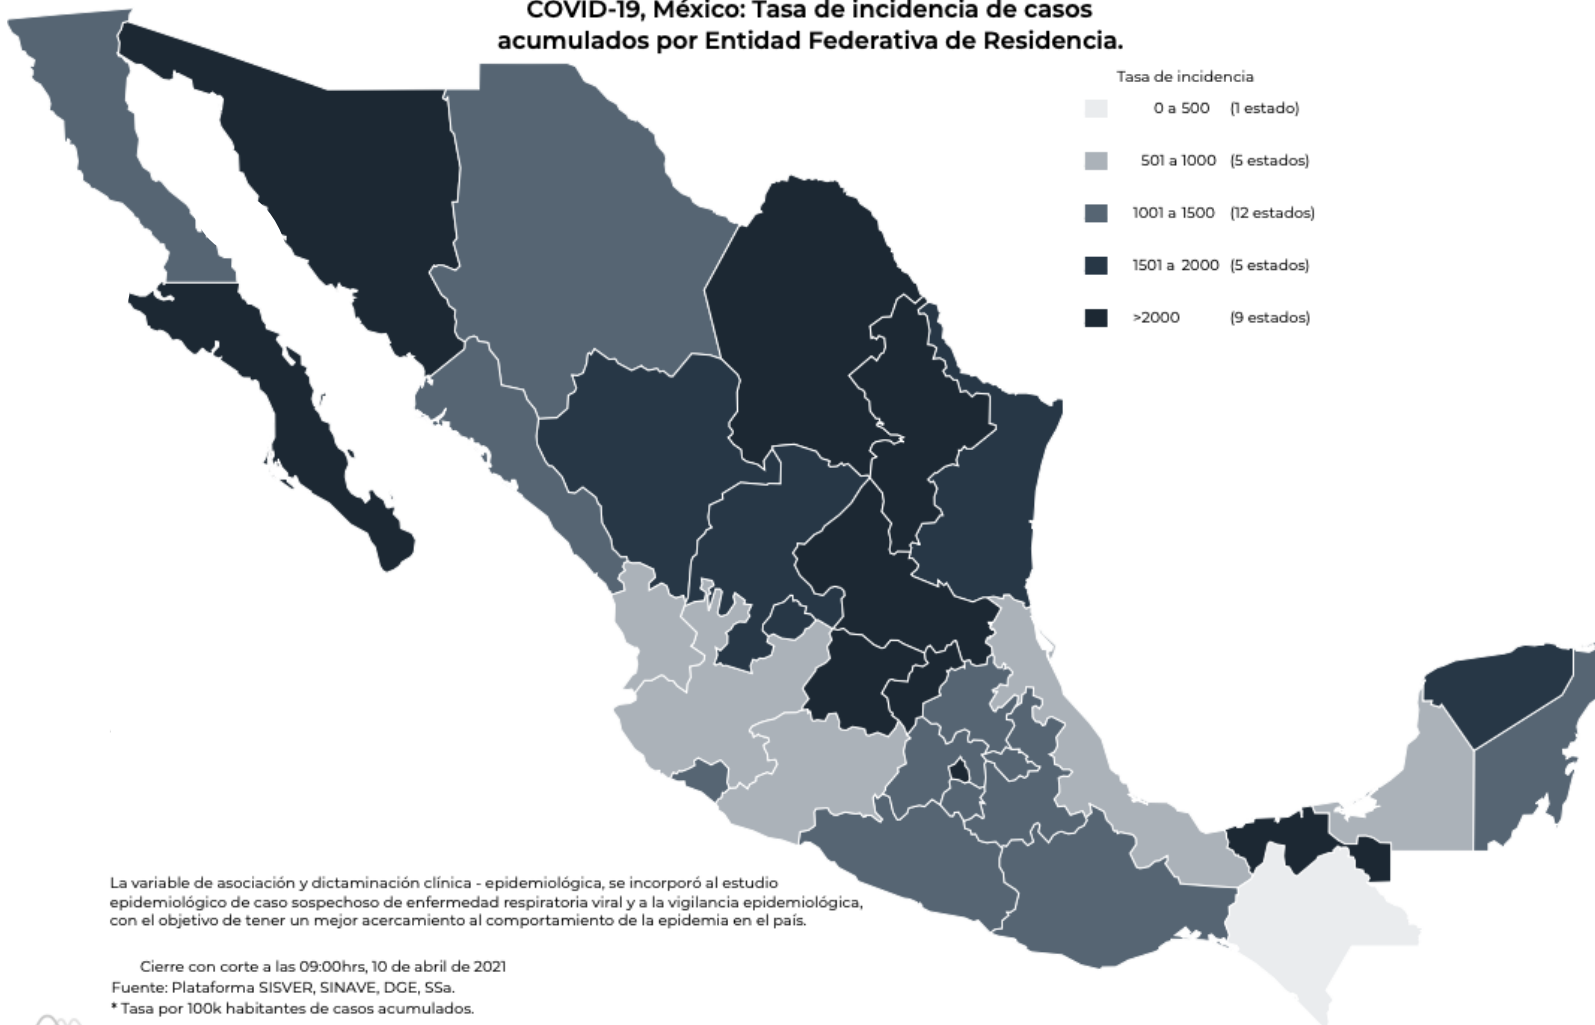 COVID-19, México: Tasa de incidencia de casos
acumulados por Entidad Federativa de Residencia.
Tasa de incidencia
0 a 500 (1 estado)
501 a 1000 (5 estados)
1001 a 1500 (12 estados)
1501 a 2000 (5 estados)
>2000 (9 estados)
La variable de asociación y dictaminación clínica - epidemiológica, se incorporó al estudio
epidemiológico de caso sospechoso de enfermedad respiratoria viral y a la vigilancia epidemiológica,
con el objetivo de tener un mejor acercamiento al comportamiento de la epidemia en el país.
Cierre con corte a las 09:00hrs, 10 de abril de 2021
Fuente: Plataforma SISVER, SINAVE, DGE, SSa.
* Tasa por 100k habitantes de casos acumulados.